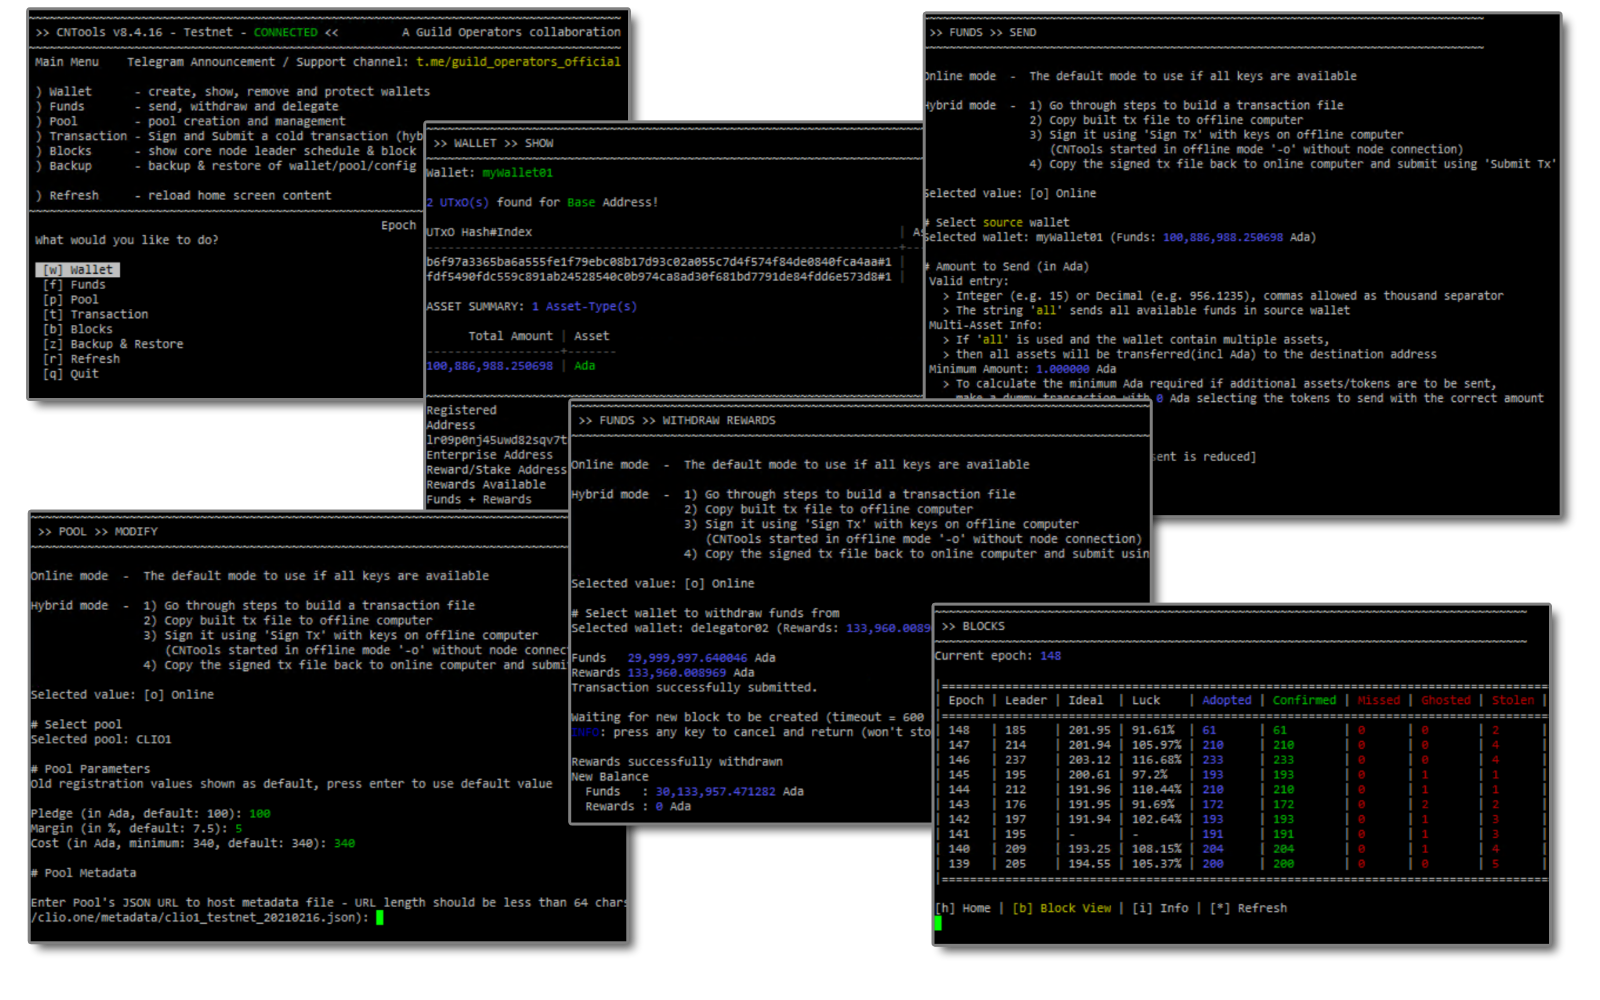 >> CNTools v8.4.16 - Testnet - CONNECTED << A Guild Operators collaboration
Main Menu Telegram Announcement / Support channel: t.me/guild_operators_official
) Wallet - create, show, remove and protect wallets
) Funds - send, withdraw and delegate
) Pool - pool creation and management
) Transaction - Sign and Submit a cold transaction (hyb
) Blocks - show core node leader schedule & block
) Backup - backup & restore of wallet/pool/config
) Refresh - reload home screen content
Epoch
What would you like to do?
[w] Wallet
[f] Funds
[p] Pool
[t] Transaction
[b] Blocks
[z] Backup & Restore
[r] Refresh
[q] Quit
>> WALLET >> SHOW
Wallet: myWallet01
2 UTxO(s) found for Base Address!
UTxO Hash#Index | As
b6f97a3365ba6a555fe1f79ebc08b17d93c02a055c7d4f574f84de0840fca4aa#1 |
fdf5490fdc559c891ab24528540c0b974ca8ad30f681bd7791de84fdd6e573d8#1 |
ASSET SUMMARY: 1 Asset-Type(s)
Total Amount | Asset
100,886,988.250698 | Ada
Registered
Address
lr09p0nj45uwd82sqv7t
Enterprise Address
Reward/Stake Address
Rewards Available
Funds + Rewards
>> FUNDS >> SEND
Online mode - The default mode to use if all keys are available
Hybrid mode - 1) Go through steps to build a transaction file
2) Copy built tx file to offline computer
3) Sign it using 'Sign Tx' with keys on offline computer
(CNTools started in offline mode '-o' without node connection)
4) Copy the signed tx file back to online computer and submit using 'Submit Tx'
Selected value: [o] Online
# Select source wallet
Selected wallet: myWallet01 (Funds: 100,886,988.250698 Ada)
# Amount to Send (in Ada)
Valid entry:
> Integer (e.g. 15) or Decimal (e.g. 956.1235), commas allowed as thousand separator
> The string 'all' sends all available funds in source wallet
Multi-Asset Info:
> If 'all' is used and the wallet contain multiple assets,
> then all assets will be transferred(incl Ada) to the destination address
Minimum Amount: 1.000000 Ada
> To calculate the minimum Ada required if additional assets/tokens are to be sent,
make a dummy transaction with 0 Ada selecting the tokens to send with the correct amount
sent is reduced]
>> FUNDS >> WITHDRAW REWARDS
Online mode - The default mode to use if all keys are available
Hybrid mode - 1) Go through steps to build a transaction file
2) Copy built tx file to offline computer
3) Sign it using 'Sign Tx' with keys on offline computer
(CNTools started in offline mode '-o' without node connection)
4) Copy the signed tx file back to online computer and submit usin
Selected value: [o] Online
# Select wallet to withdraw funds from
Selected wallet: delegator02 (Rewards: 133,960.0089
Funds 29,999,997.640046 Ada
Rewards 133,960.008969 Ada
Transaction successfully submitted.
Waiting for new block to be created (timeout = 600
INFO: press any key to cancel and return (won't sto
Rewards successfully withdrawn
New Balance
Funds : 30,133,957.471282 Ada
Rewards : 0 Ada
>> POOL >> MODIFY
Online mode - The default mode to use if all keys are available
Hybrid mode - 1) Go through steps to build a transaction file
2) Copy built tx file to offline computer
3) Sign it using 'Sign Tx' with keys on offline computer
(CNTools started in offline mode '-o' without node connec
4) Copy the signed tx file back to online computer and submi
Selected value: [o] Online
# Select pool
Selected pool: CLIO1
# Pool Parameters
Old registration values shown as default, press enter to use default value
Pledge (in Ada, default: 100): 100
Margin (in %, default: 7.5): 5
Cost (in Ada, minimum: 340, default: 340): 340
# Pool Metadata
Enter Pool's JSON URL to host metadata file - URL length should be less than 64 chars
/clio.one/metadata/clio1_testnet_20210216.json):
>> BLOCKS
Current epoch: 148
| Epoch | Leader | Ideal | Luck | Adopted | Confirmed | Missed | Ghosted | Stolen |
| 148 | 185 | 201.95 | 91.61% | 61 | 61 | 0 | 0 | 2 |
| 147 | 214 | 201.94 | 105.97% | 210 | 210 | 0 | 0 | 4 |
| 146 | 237 | 203.12 | 116.68% | 233 | 233 | 0 | 0 | 4 |
| 145 | 195 | 200.61 | 97.2% | 193 | 193 | 0 | 1 | 1 |
| 144 | 212 | 191.96 | 110.44% | 210 | 210 | 0 | 1 | 1 |
| 143 | 176 | 191.95 | 91.69% | 172 | 172 | 0 | 2 | 2 |
| 142 | 197 | 191.94 | 102.64% | 193 | 193 | 0 | 1 | 3 |
| 141 | 195 | - | - | 191 | 191 | 0 | 1 | 3 |
| 140 | 209 | 193.25 | 108.15% | 204 | 204 | 0 | 1 | 4 |
| 139 | 205 | 194.55 | 105.37% | 200 | 200 | 0 | 0 | 5 |
[h] Home | [b] Block View | [i] Info | [*] Refresh